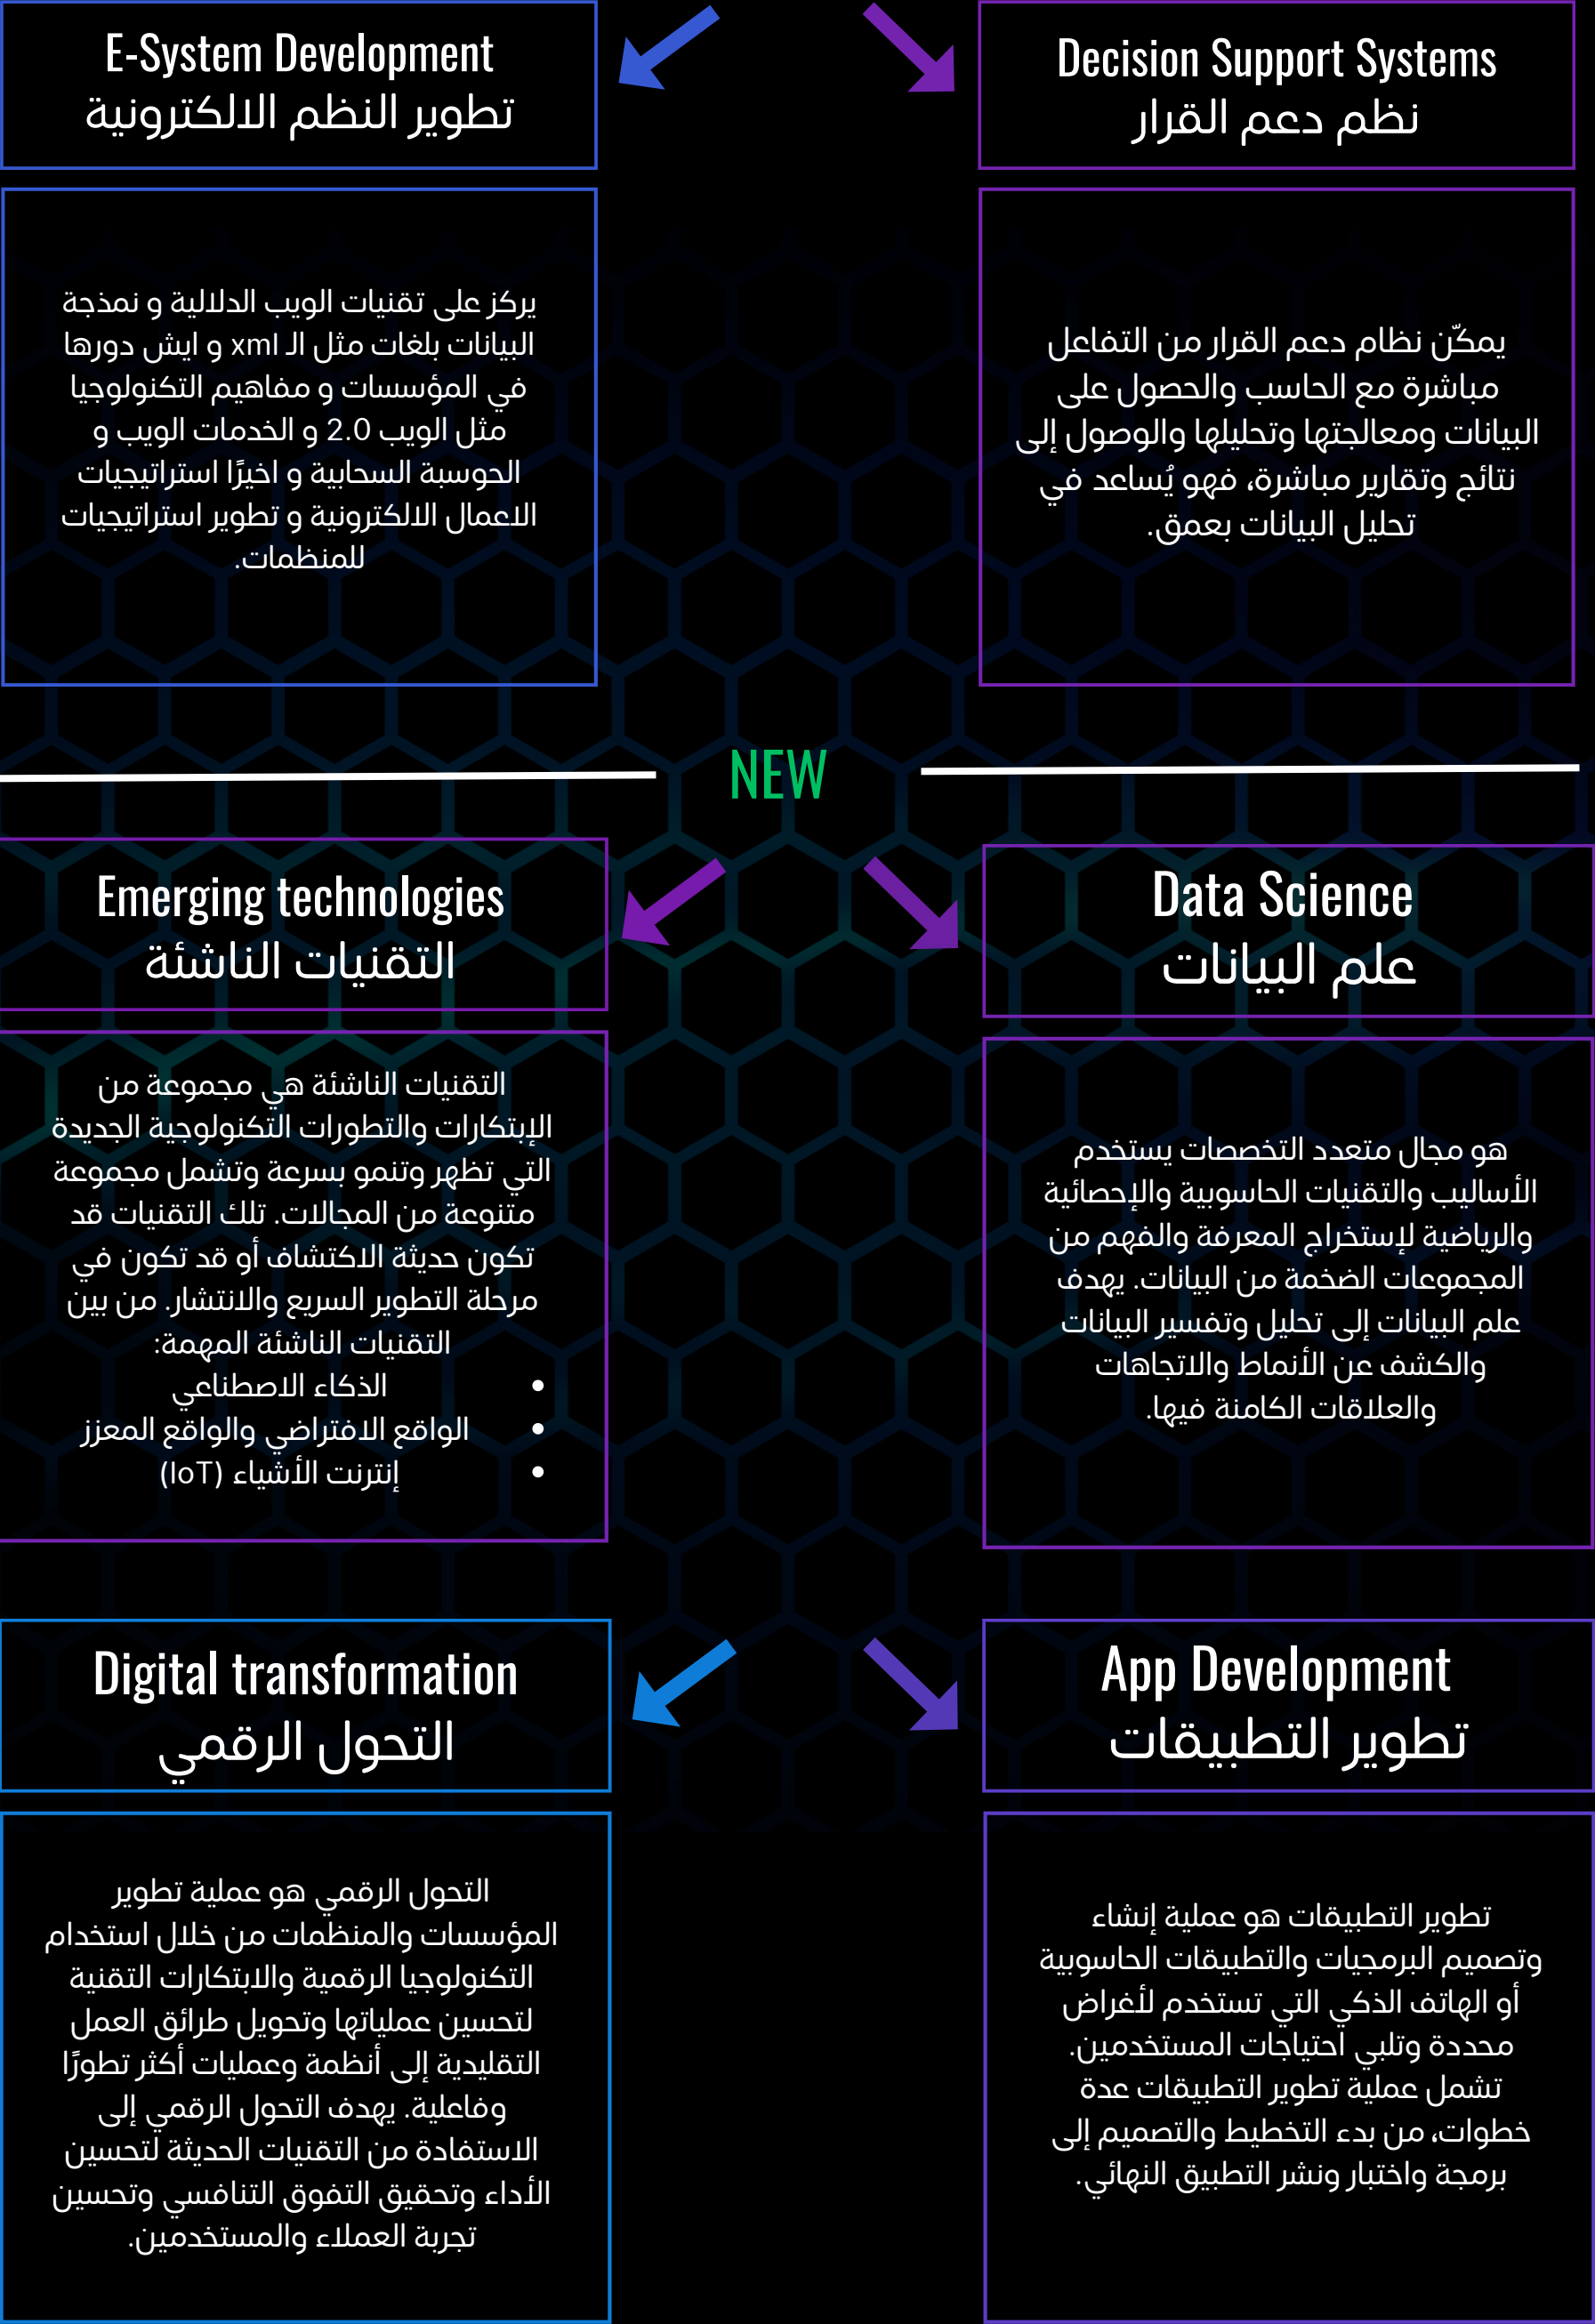 Decision Support Systems
نظم دعم القرار
يمكّن نظام دعم القرار من التفاعل
مباشرة مع الحاسب والحصول على
البيانات ومعالجتها وتحليلها والوصول إلى
نتائج وتقارير مباشرة، فهو يُساعد في
تحليل البيانات بعمق.
E-System Development
تطوير النظم الالكترونية
يركز على تقنيات الويب الدلالية و نمذجة
البيانات بلغات مثل الـ xml و ايش دورها
في المؤسسات و مفاهيم التكنولوجيا
مثل الويب 2.0 و الخدمات الويب و
الحوسبة السحابية و اخيرًا استراتيجيات
الاعمال الالكترونية و تطوير استراتيجيات
للمنظمات.
NEW
Data Science
علم البيانات
هو مجال متعدد التخصصات يستخدم
الأساليب والتقنيات الحاسوبية والإحصائية
والرياضية لإستخراج المعرفة والفهم من
المجموعات الضخمة من البيانات. يهدف
علم البيانات إلى تحليل وتفسير البيانات
والكشف عن الأنماط والاتجاهات
والعلاقات الكامنة فيها.
Emerging technologies
التقنيات الناشئة
التقنيات الناشئة هي مجموعة من
الإبتكارات والتطورات التكنولوجية الجديدة
التي تظهر وتنمو بسرعة وتشمل مجموعة
متنوعة من المجالات. تلك التقنيات قد
تكون حديثة الاكتشاف أو قد تكون في
مرحلة التطوير السريع والانتشار. من بين
التقنيات الناشئة المهمة:
• الذكاء الاصطناعي
• الواقع الافتراضي والواقع المعزز
• إنترنت الأشياء (IoT)
App Development
تطوير التطبيقات
تطوير التطبيقات هو عملية إنشاء
وتصميم البرمجيات والتطبيقات الحاسوبية
أو الهاتف الذكي التي تستخدم لأغراض
محددة وتلبي احتياجات المستخدمين.
تشمل عملية تطوير التطبيقات عدة
خطوات، من بدء التخطيط والتصميم إلى
برمجة واختبار ونشر التطبيق النهائي.
Digital transformation
التحول الرقمي
التحول الرقمي هو عملية تطوير
المؤسسات والمنظمات من خلال استخدام
التكنولوجيا الرقمية والابتكارات التقنية
لتحسين عملياتها وتحويل طرائق العمل
التقليدية إلى أنظمة وعمليات أكثر تطورًا
وفاعلية. يهدف التحول الرقمي إلى
الاستفادة من التقنيات الحديثة لتحسين
الأداء وتحقيق التفوق التنافسي وتحسين
تجربة العملاء والمستخدمين.